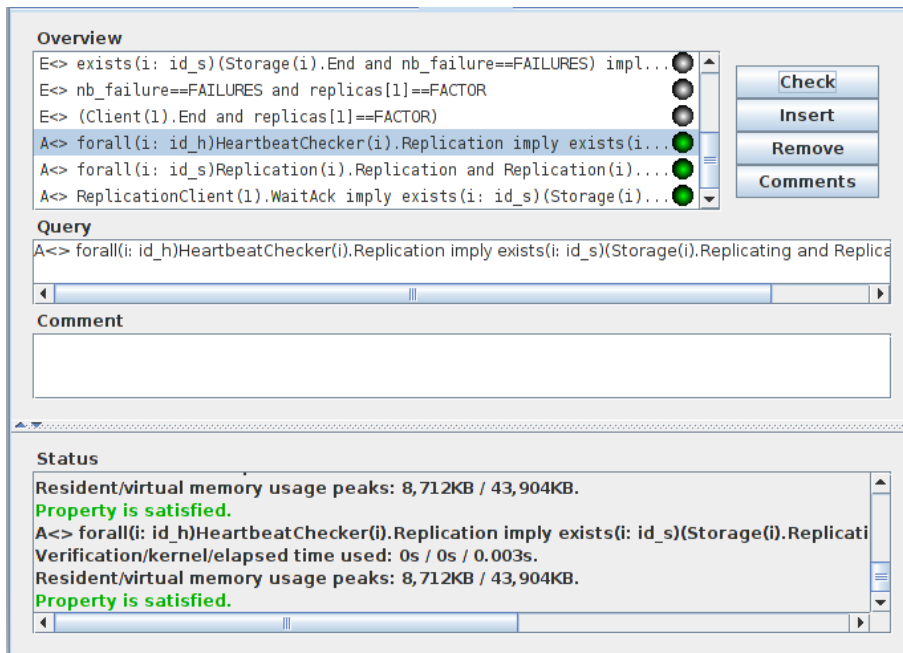 Overview
E<> exists(i: id_s)(Storage(i).End and nb_failure==FAILURES) impl...
E<> nb_failure==FAILURES and replicas[1]==FACTOR
E<> (Client(1).End and replicas[1]==FACTOR)
A<> forall(i: id_h)HeartbeatChecker(i).Replication imply exists(i...
A<> forall(i: id_s)Replication(i).Replication and Replication(i)....
A<> ReplicationClient(1).WaitAck imply exists(i: id_s)(Storage(i)...
Check
Insert
Remove
Comments
Query
A<> forall(i: id_h)HeartbeatChecker(i).Replication imply exists(i: id_s)(Storage(i).Replicating and Replica
Comment
Status
Resident/virtual memory usage peaks: 8,712KB / 43,904KB.
Property is satisfied.
A<> forall(i: id_h)HeartbeatChecker(i).Replication imply exists(i: id_s)(Storage(i).Replicati
Verification/kernel/elapsed time used: 0s / 0s / 0.003s.
Resident/virtual memory usage peaks: 8,712KB / 43,904KB.
Property is satisfied.